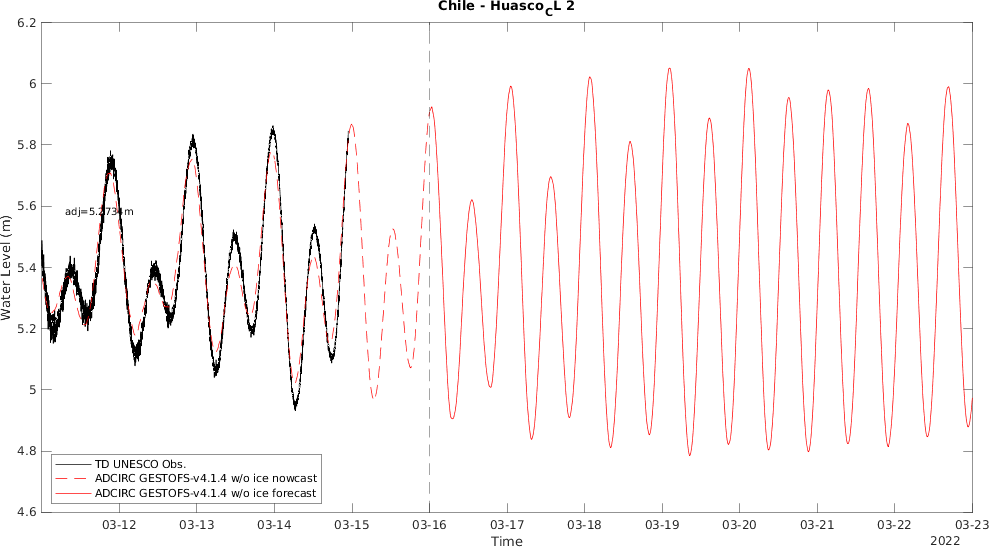 Chile - HuascoCL 2
6.2
6
5.8
5.6
5.4
5.2
5
4.8
4.6
Water Level (m)
adj=5.2734m
TD UNESCO Obs.
ADCIRC GESTOFS-v4.1.4 w/o ice nowcast
ADCIRC GESTOFS-v4.1.4 w/o ice forecast
03-12 03-13 03-14 03-15 03-16 03-17 03-18 03-19 03-20 03-21 03-22 03-23
Time
2022